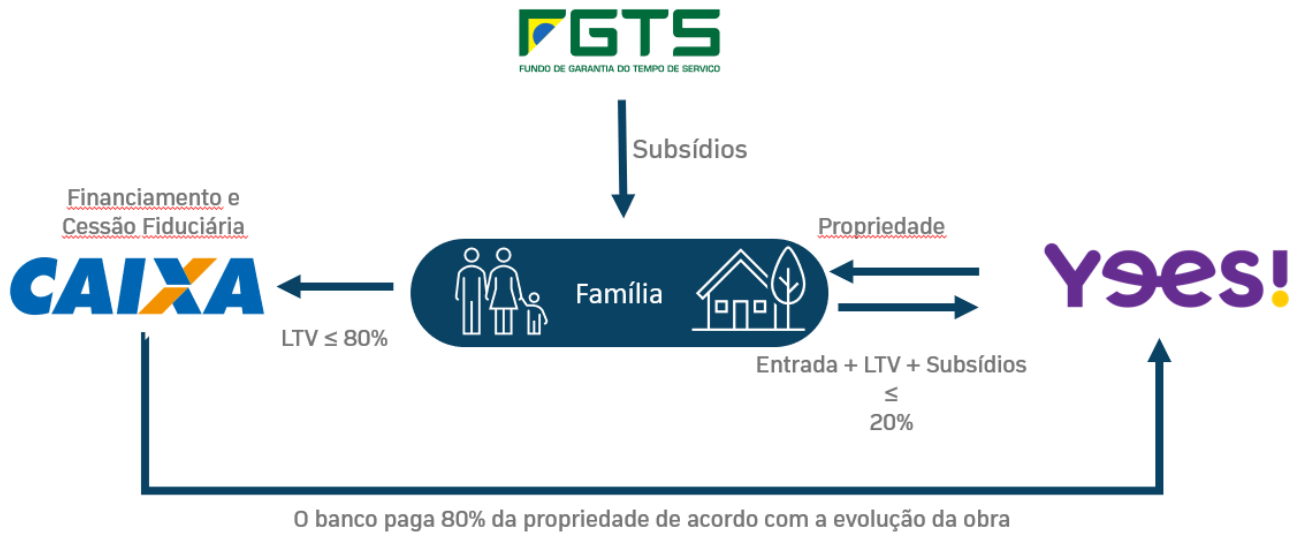 FGTS
FUNDO DE GARANTIA DO TEMPO DE SERVIÇO
Subsídios
Financiamento e
Cessão Fiduciária
CAIXA
LTV ≤ 80%
Família
Propriedade
Yees!
Entrada + LTV + Subsídios
≤
20%
O banco paga 80% da propriedade de acordo com a evolução da obra